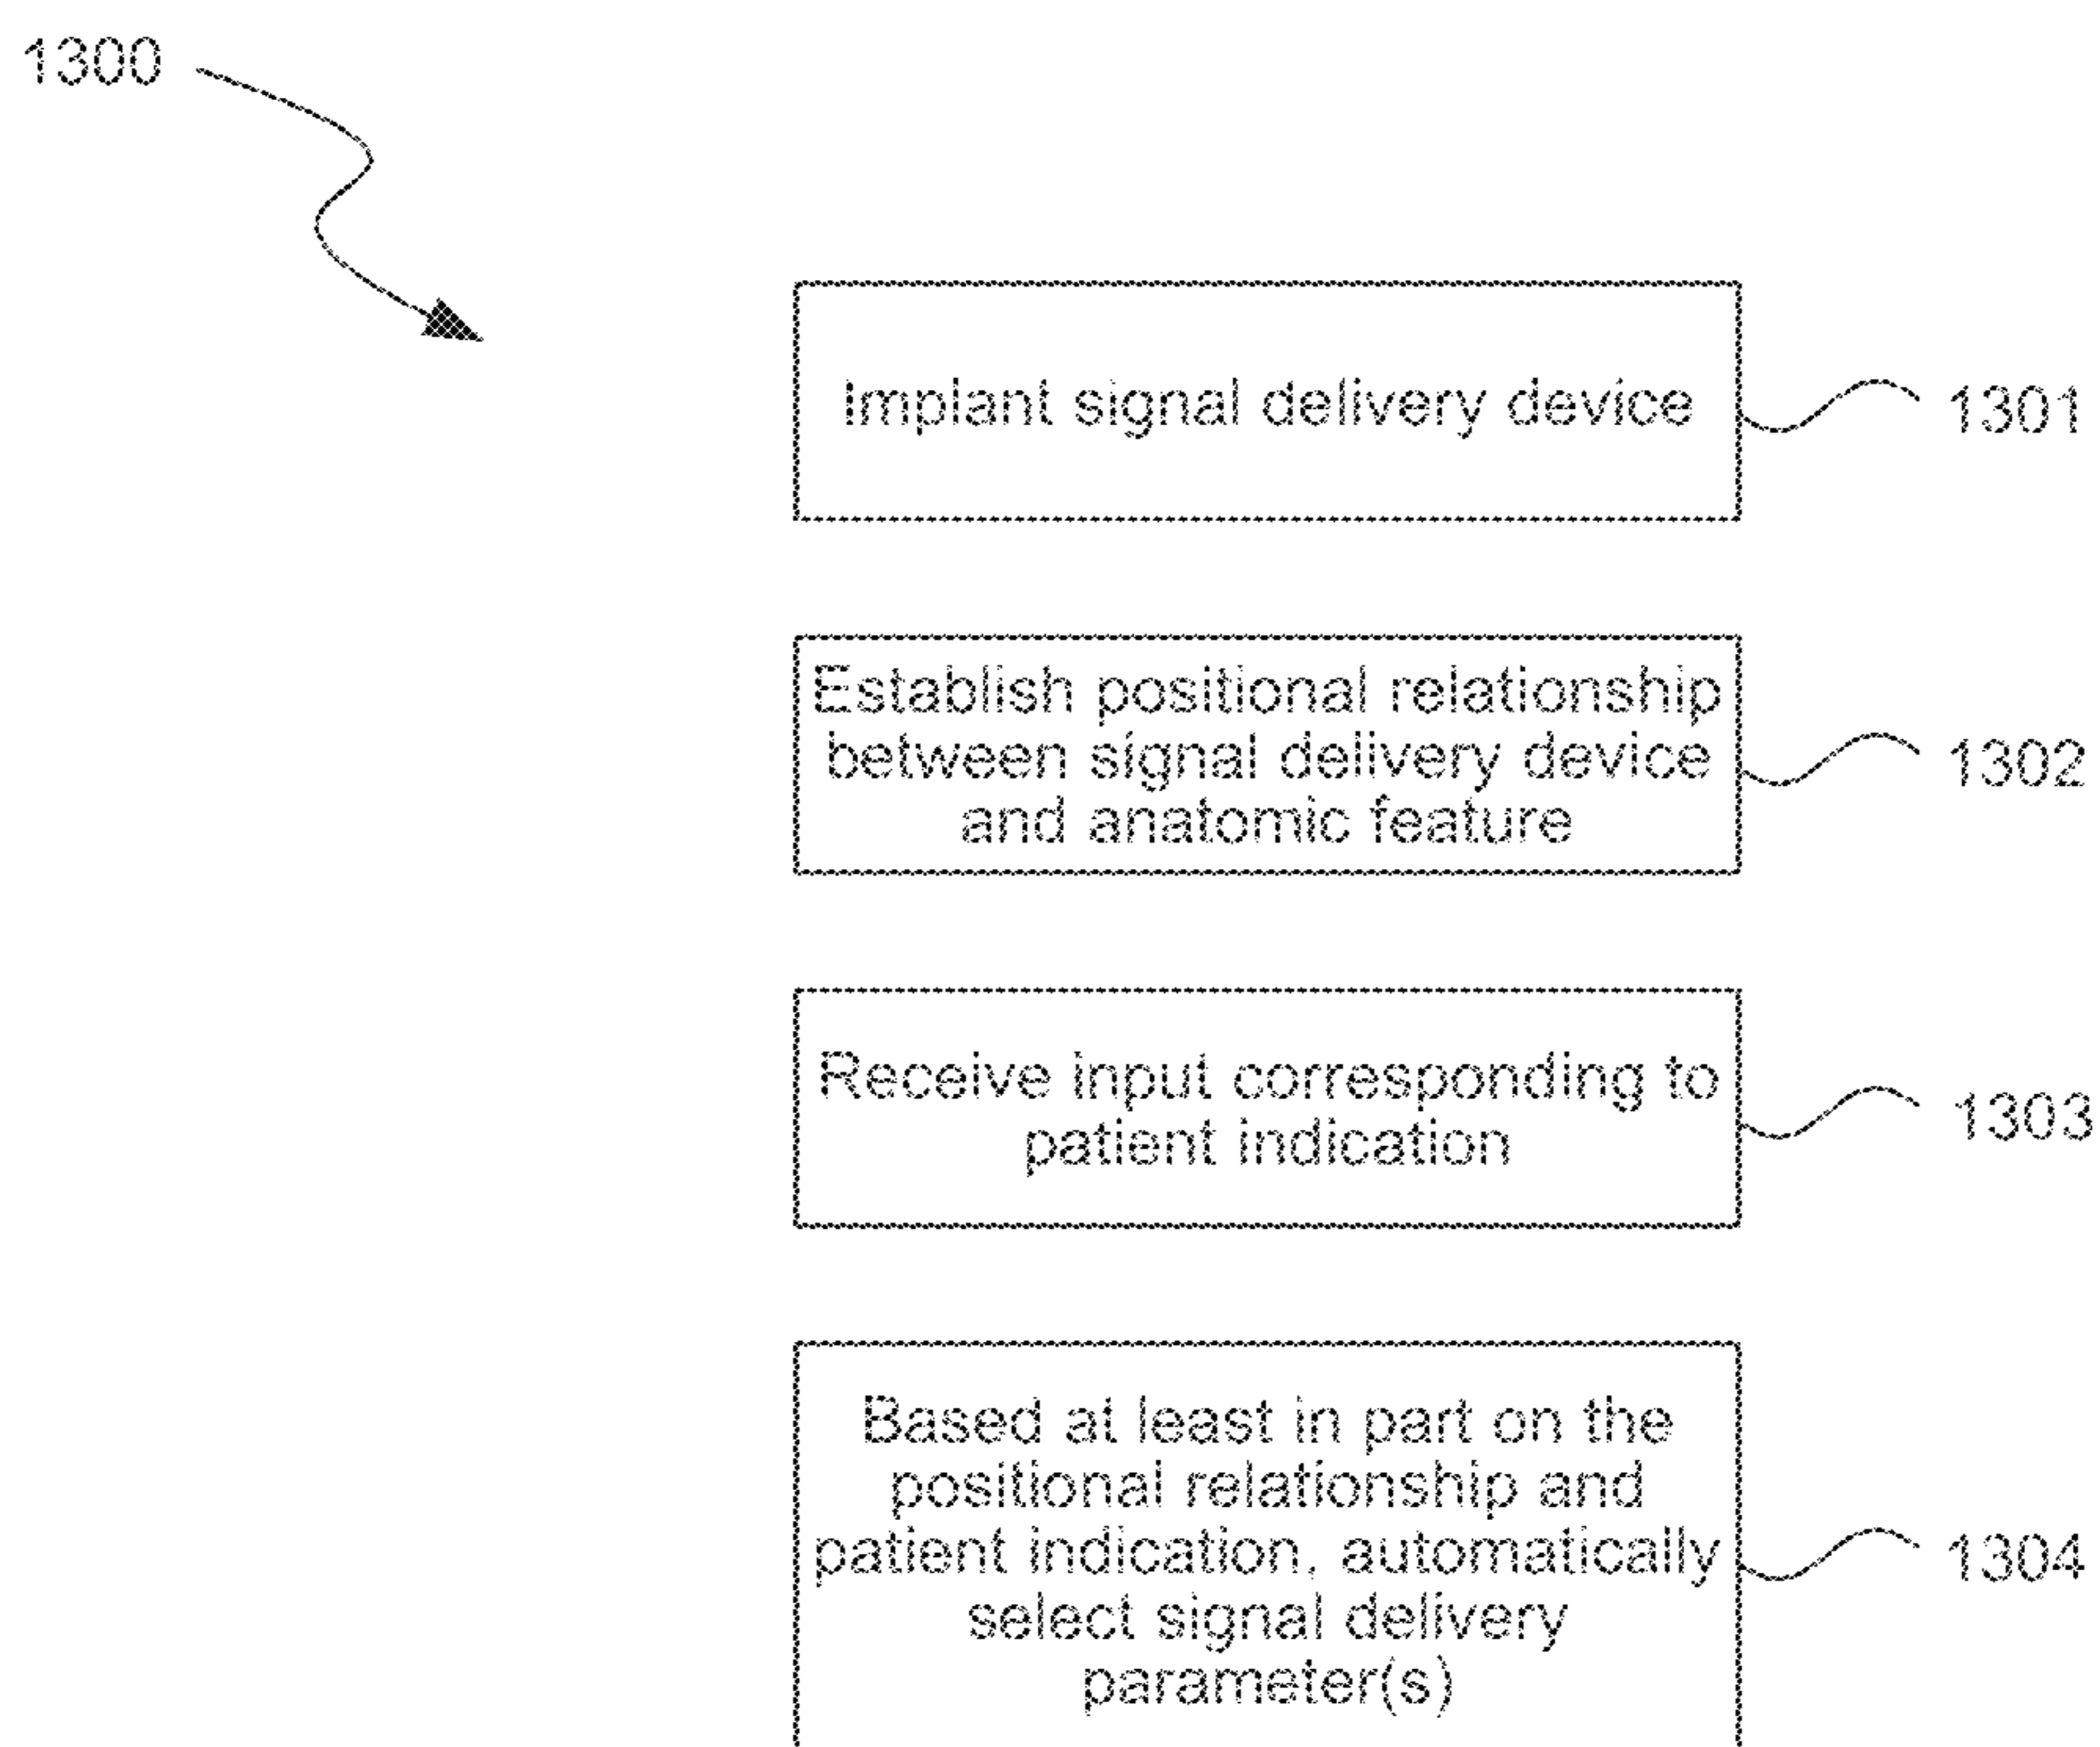 1300
Implant signal delivery device
1301
Establish positional relationship
between signal delivery device
and anatomic feature
1302
Receive input corresponding to
patient indication
1303
Based at least in part on the
positional relationship and
patient indication, automatically
select signal delivery
parameter(s)
1304